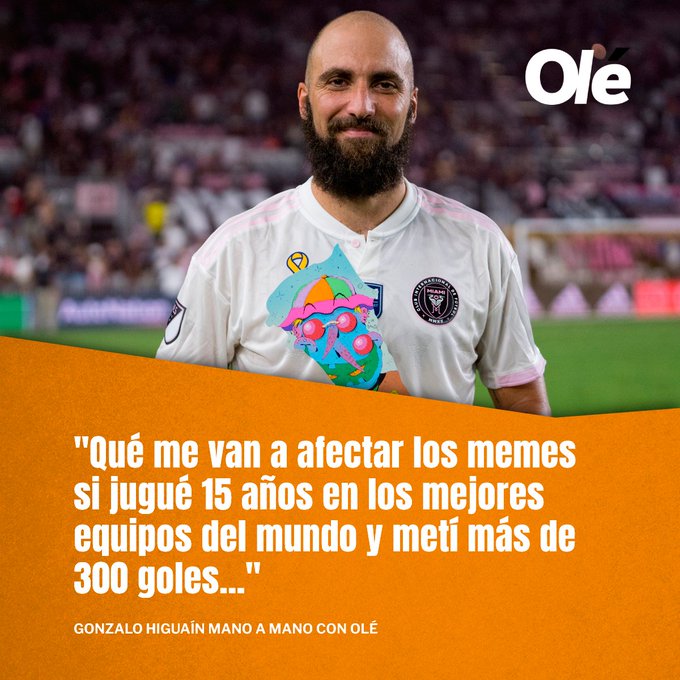 Olé
"Qué me van a afectar los memes
si jugué 15 años en los mejores
equipos del mundo y metí más de
300 goles..."
GONZALO HIGUAÍN MANO A MANO CON OLÉ